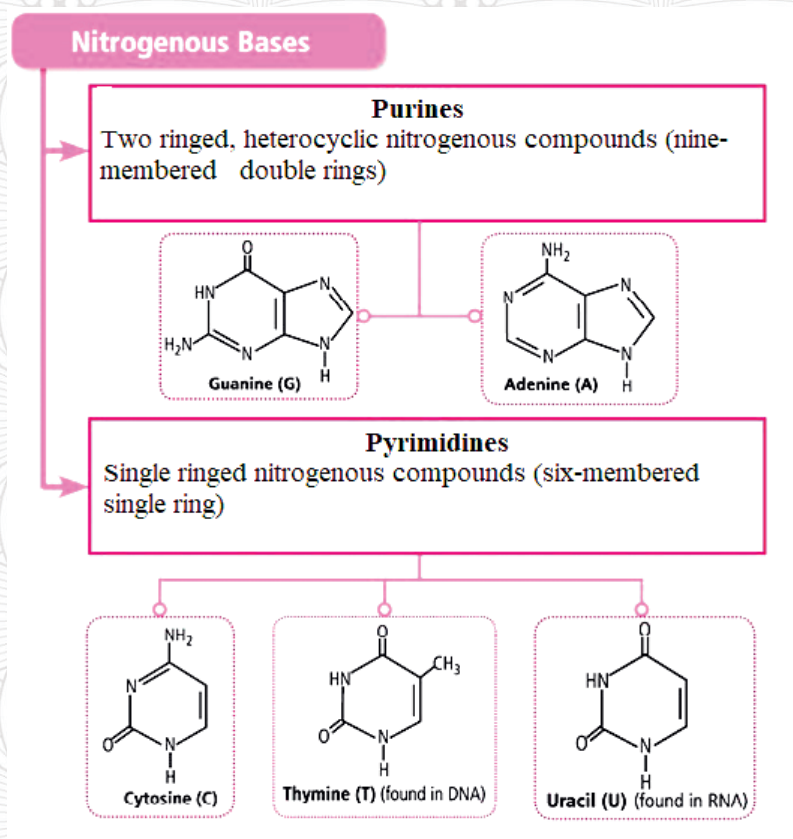 Nitrogenous Bases
Purines
Two ringed, heterocyclic nitrogenous compounds (nine-
membered double rings)
O
HN
N
H₂N
N
N
H
Guanine (G)
NH₂
N
N
N
N
H
Adenine (A)
Pyrimidines
Single ringed nitrogenous compounds (six-membered
single ring)
NH₂
N
O
N
H
Cytosine (C)
O
HN
CH₃
O
N
H
Thymine (T) (found in DNA)
O
HN
O
N
H
Uracil (U) (found in RNA)